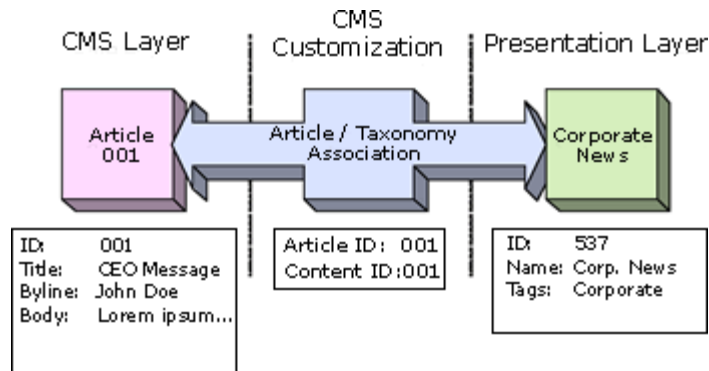 CMS Layer
CMS
Customization
Presentation Layer
Article
001
Article / Taxonomy
Association
Corporate
News
ID: 001
Title: CEO Message
Byline: John Doe
Body: Lorem ipsum...
Article ID: 001
Content ID:001
ID: 537
Name: Corp. News
Tags: Corporate